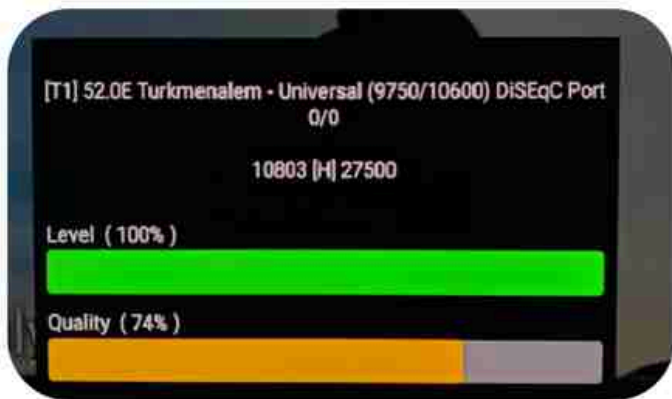 [T1] 52.0E Turkmenalem - Universal (9750/10600) DiSEqC Port
0/0
10803 [H] 27500
Level ( 100% )
Quality ( 74% )